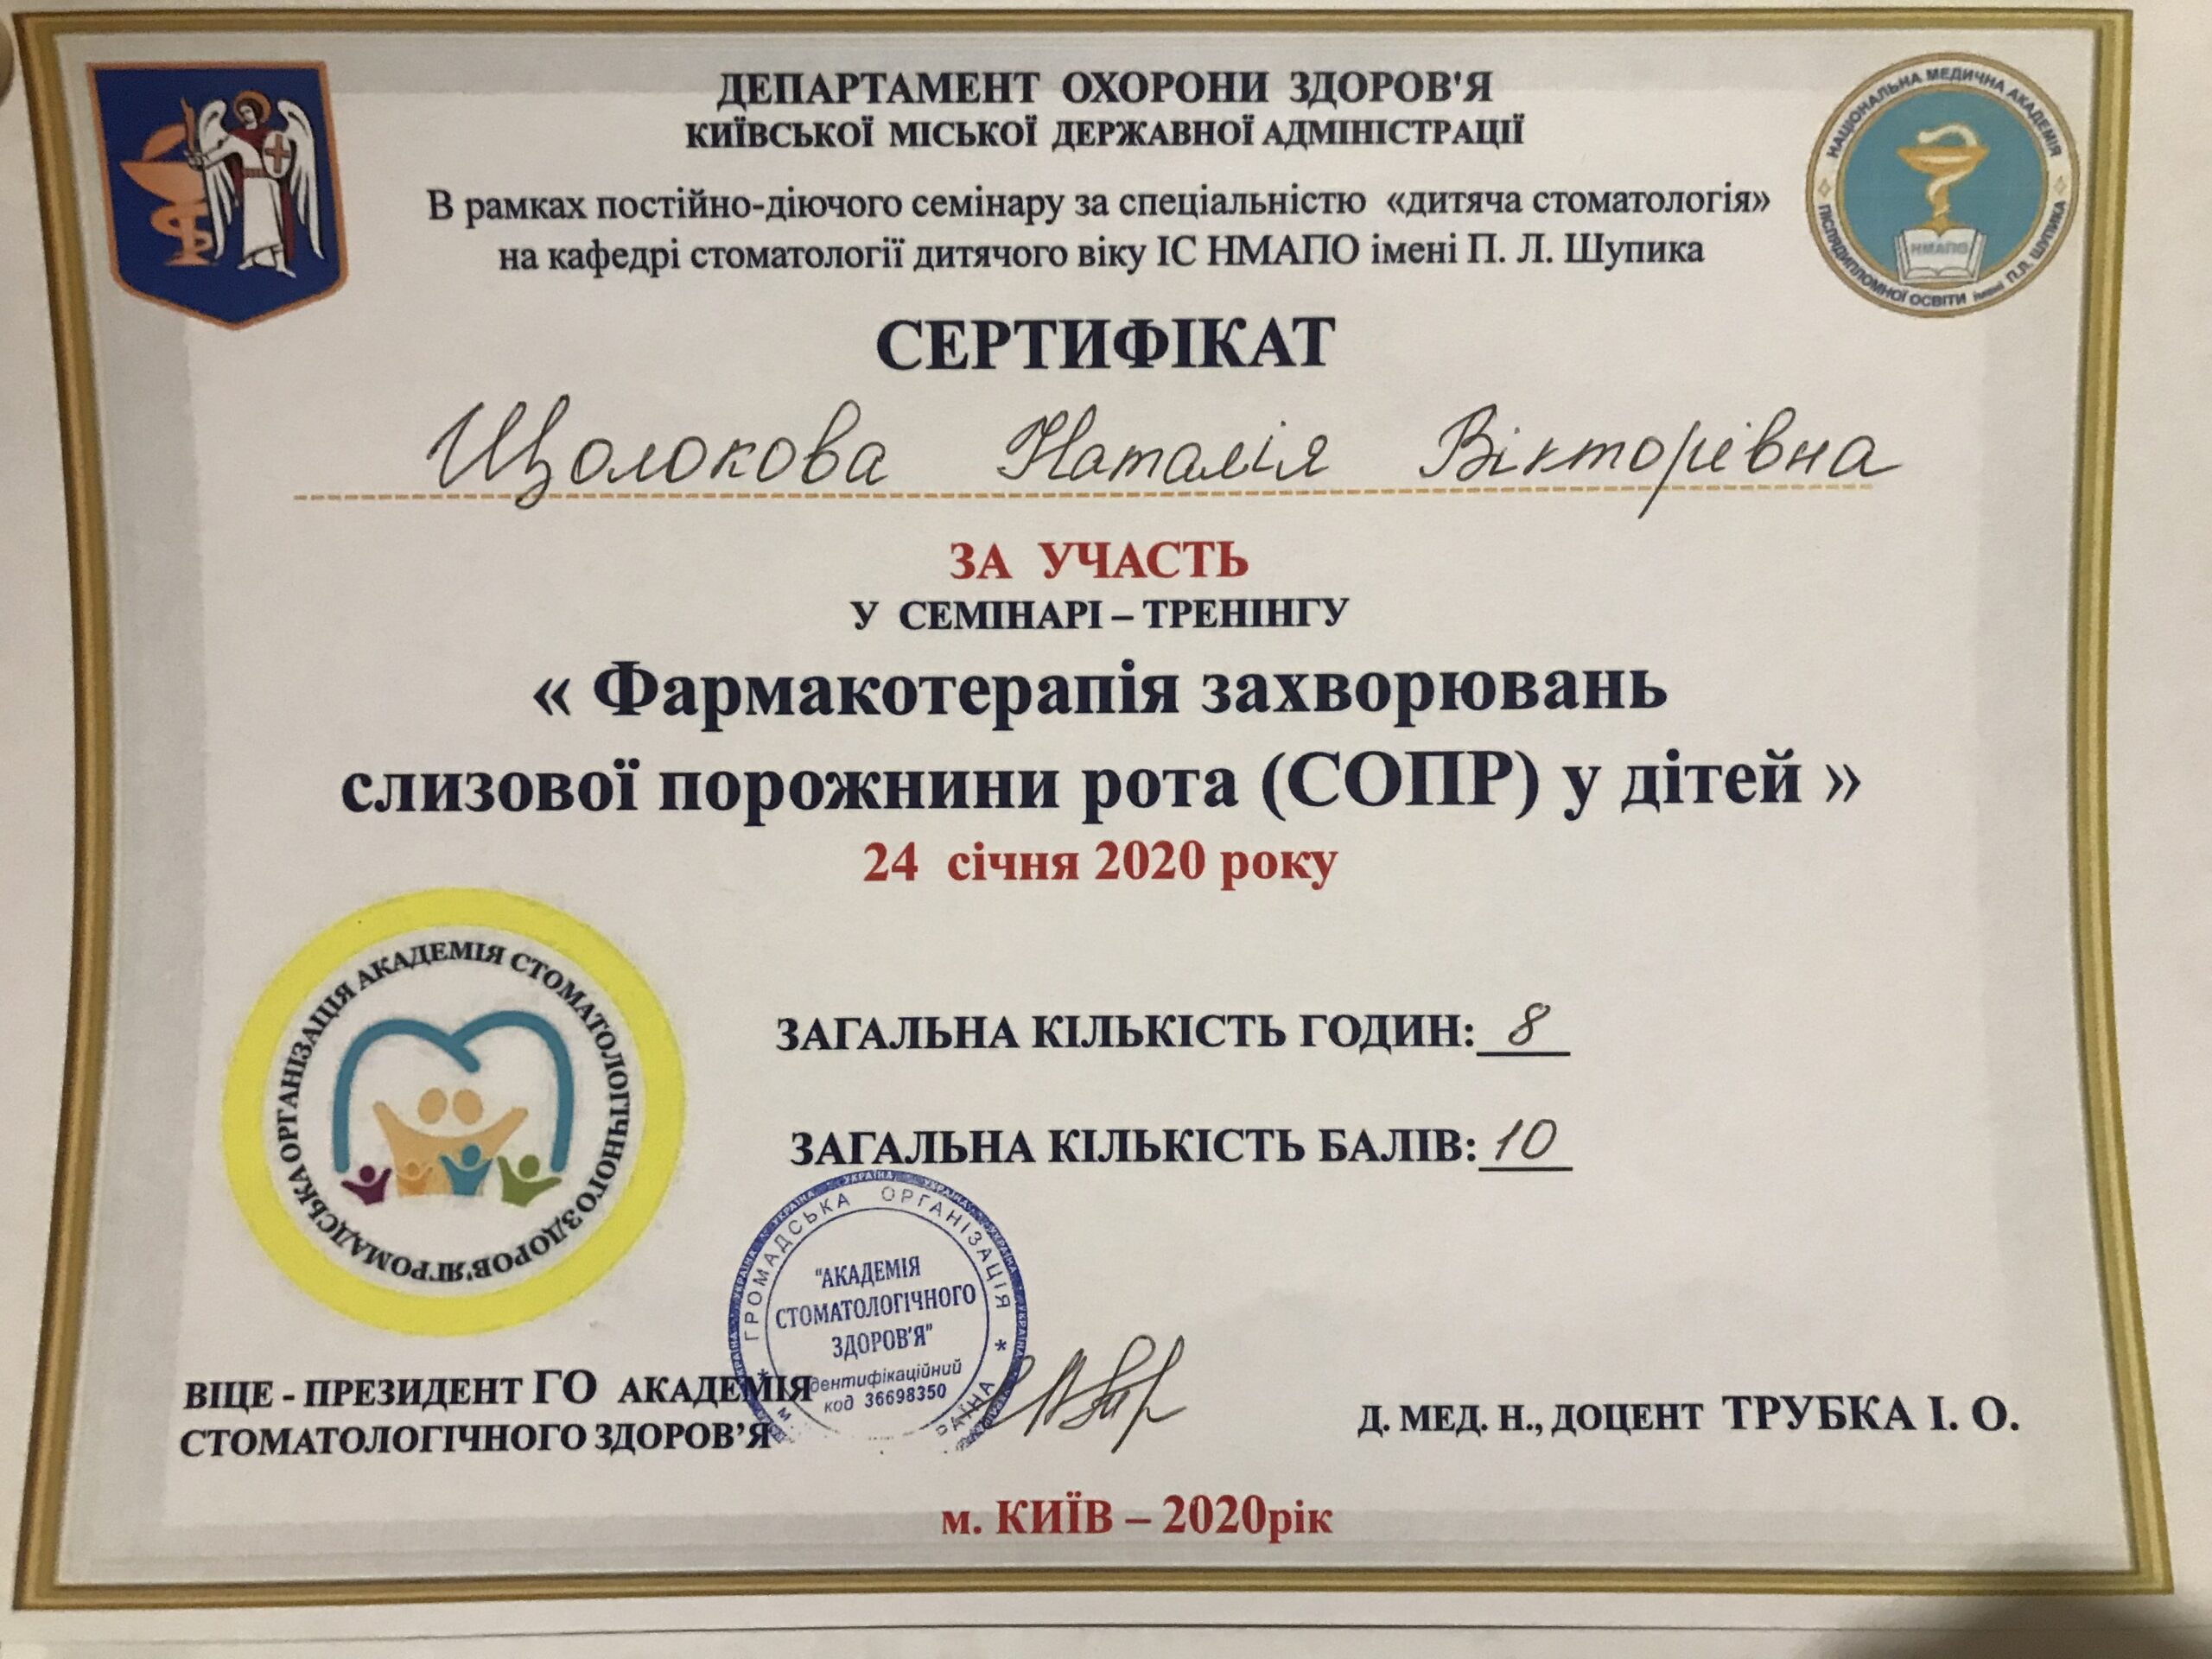 ДЕПАРТАМЕНТ ОХОРОНИ ЗДОРОВ'Я
КИЇВСЬКОЇ МІСЬКОЇ ДЕРЖАВНОЇ АДМІНІСТРАЦІЇ
В рамках постійно-діючого семінару за спеціальністю «дитяча стоматологія»
на кафедрі стоматології дитячого віку ІС НМАПО імені П. Л. Шупика
НАЦІОНАЛЬНА МЕДИЧНА АКАДЕМІЯ
ПІСЛЯДИПЛОМНОЇ ОСВІТИ імені П.Л. ШУПИКА
НМАПО
СЕРТИФІКАТ
Щолокова Наталія Вікторівна
ЗА УЧАСТЬ
У СЕМІНАРІ – ТРЕНІНГУ
« Фармакотерапія захворювань
слизової порожнини рота (СОПР) у дітей »
24 січня 2020 року
ГРОМАДСЬКА ОРГАНІЗАЦІЯ АКАДЕМІЯ СТОМАТОЛОГІЧНОГО ЗДОРОВ'Я
ЗАГАЛЬНА КІЛЬКІСТЬ ГОДИН: 8
ЗАГАЛЬНА КІЛЬКІСТЬ БАЛІВ: 10
ГРОМАДСЬКА ОРГАНІЗАЦІЯ
"АКАДЕМІЯ
СТОМАТОЛОГІЧНОГО
ЗДОРОВ'Я"
дентифікаційний
код 36698350
ВІЦЕ - ПРЕЗИДЕНТ ГО АКАДЕМІЯ
СТОМАТОЛОГІЧНОГО ЗДОРОВ'Я
Д. МЕД. Н., ДОЦЕНТ ТРУБКА І. О.
м. КИЇВ – 2020рік